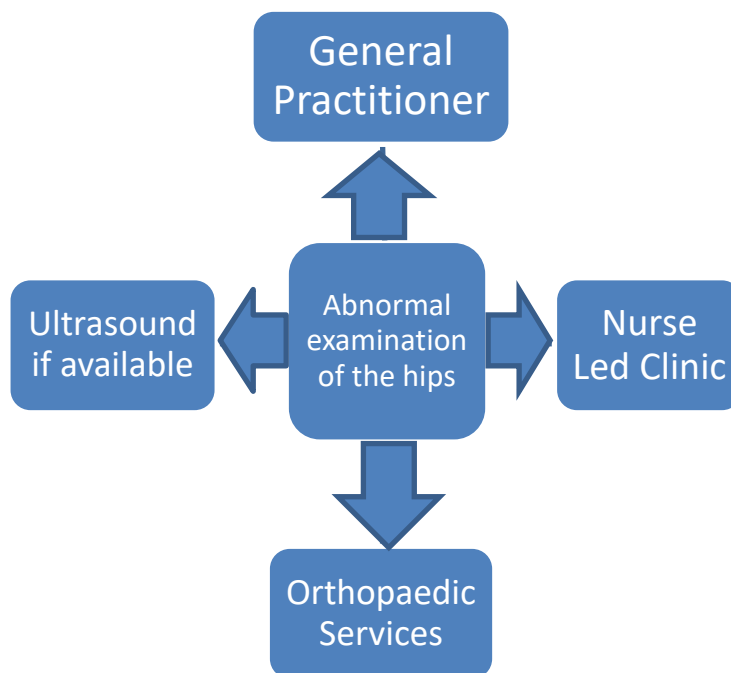 General
Practitioner
Ultrasound
if available
Abnormal
examination
of the hips
Nurse
Led Clinic
Orthopaedic
Services